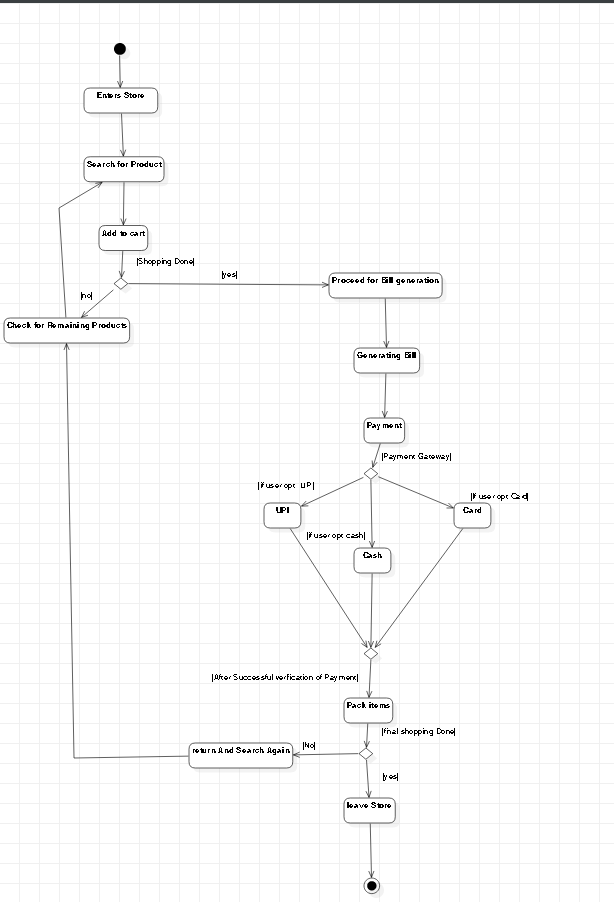 Enters Store
Search for Product
Add to cart
[Shopping Done]
[yes]
Proceed for Bill generation
[no]
Check for Remaining Products
Generating Bill
Payment
[Payment Gateway]
[if user opt  UPI]
[if user opt Card]
UPI
Card
[if user opt cash]
Cash
[After Successful verfication of Payment]
Pack items
[final shopping Done]
[No]
return And Search Again
[yes]
leave Store